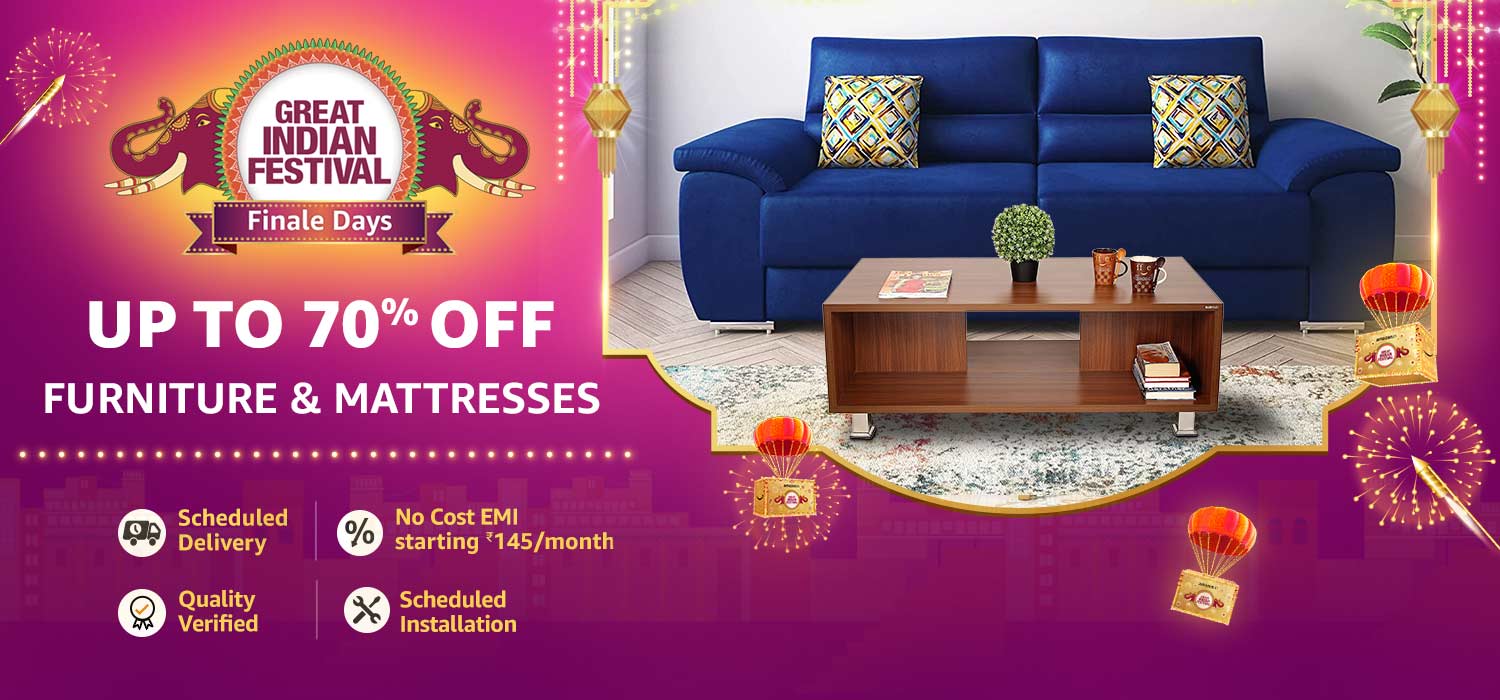 GREAT
INDIAN
FESTIVAL
Finale Days
UP TO 70% OFF
FURNITURE & MATTRESSES
Scheduled
Delivery
No Cost EMI
starting ₹145/month
Quality
Verified
Scheduled
Installation